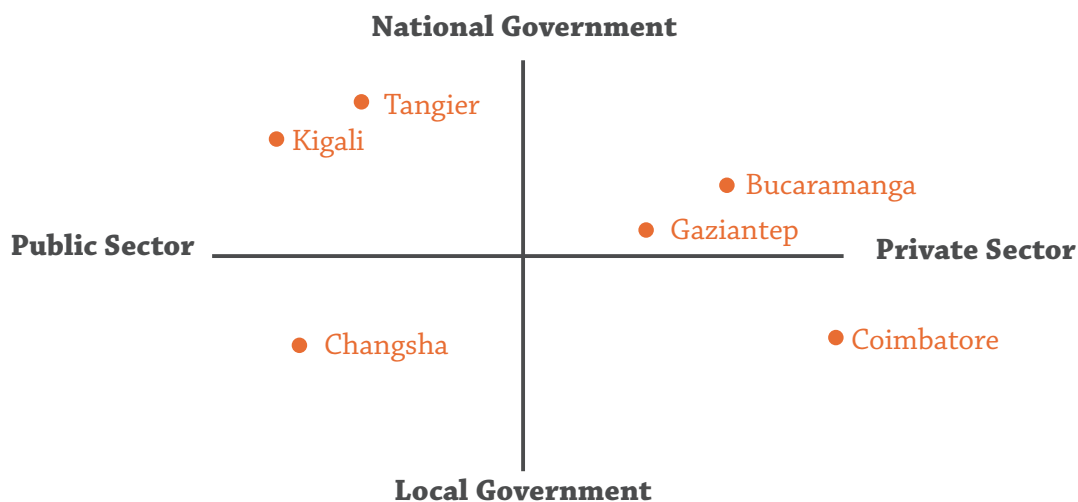 National Government
Tangier
Kigali
Bucaramanga
Gaziantep
Public Sector
Private Sector
Changsha
Coimbatore
Local Government